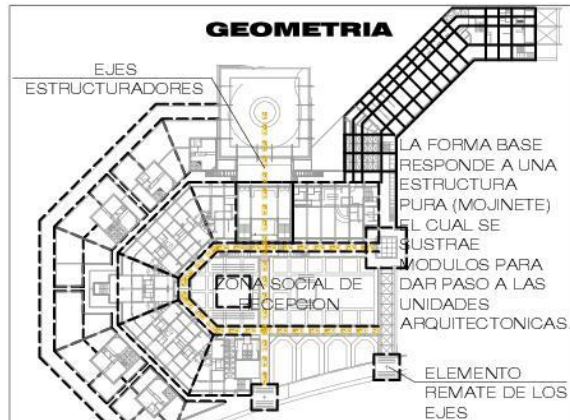 GEOMETRIA
EJES
ESTRUCTURADORES
LA FORMA BASE
RESPONDE A UNA
ESTRUCTURA
PURA (MOJINETE)
EL CUAL SE
SUSTRAE
MODULOS PARA
DAR PASO A LAS
UNIDADES
ARQUITECTONICAS.
ZONA SOCIAL DE
RECEPCION
ELEMENTO
REMATE DE LOS
EJES